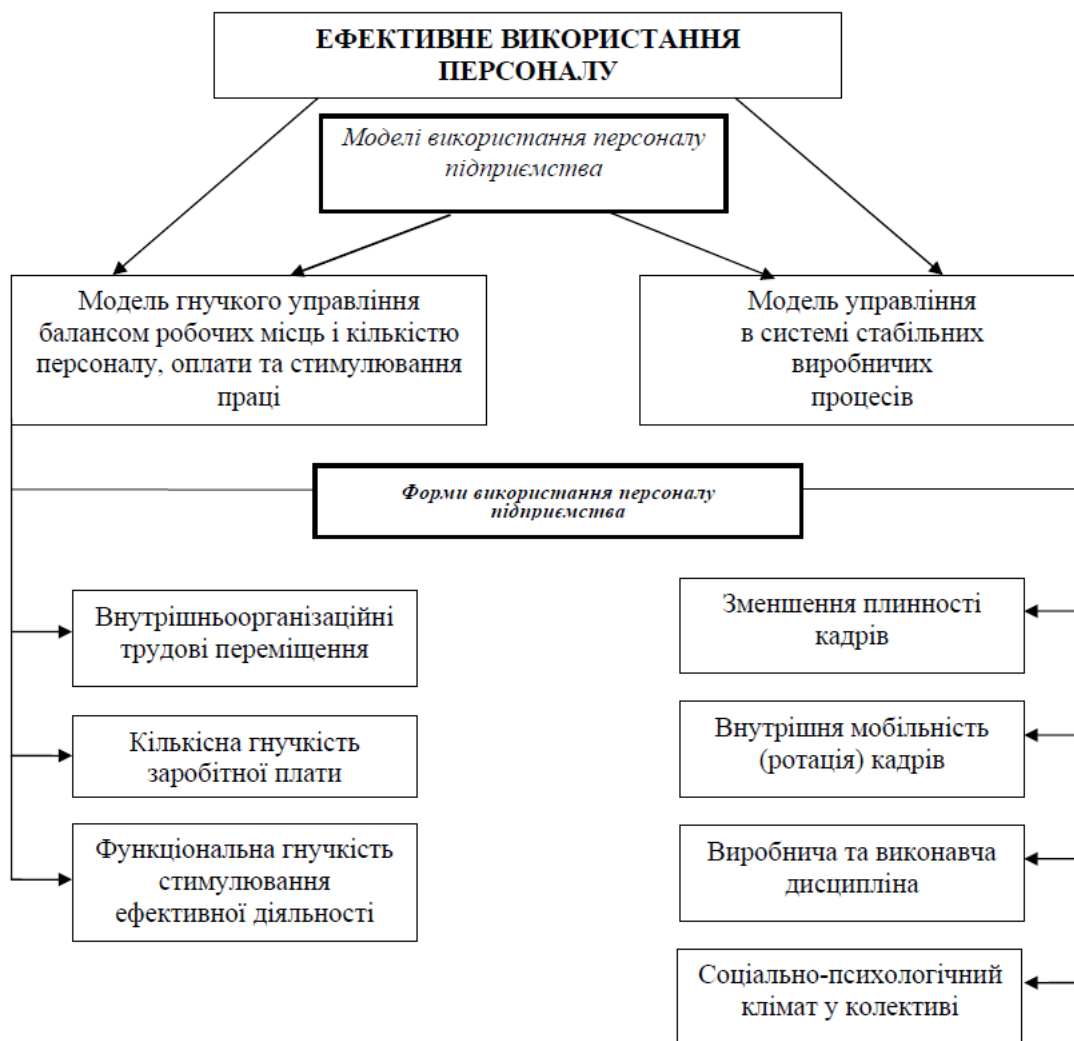 ЕФЕКТИВНЕ ВИКОРИСТАННЯ
ПЕРСОНАЛУ
Моделі використання персоналу
підприємства
Модель гнучкого управління
балансом робочих місць і кількістю
персоналу, оплати та стимулювання
праці
Модель управління
в системі стабільних
виробничих
процесів
Форми використання персоналу
підприємства
Внутрішньоорганізаційні
трудові переміщення
Кількісна гнучкість
заробітної плати
Функціональна гнучкість
стимулювання
ефективної діяльності
Зменшення плинності
кадрів
Внутрішня мобільність
(ротація) кадрів
Виробнича та виконавча
дисципліна
Соціально-психологічний
клімат у колективі